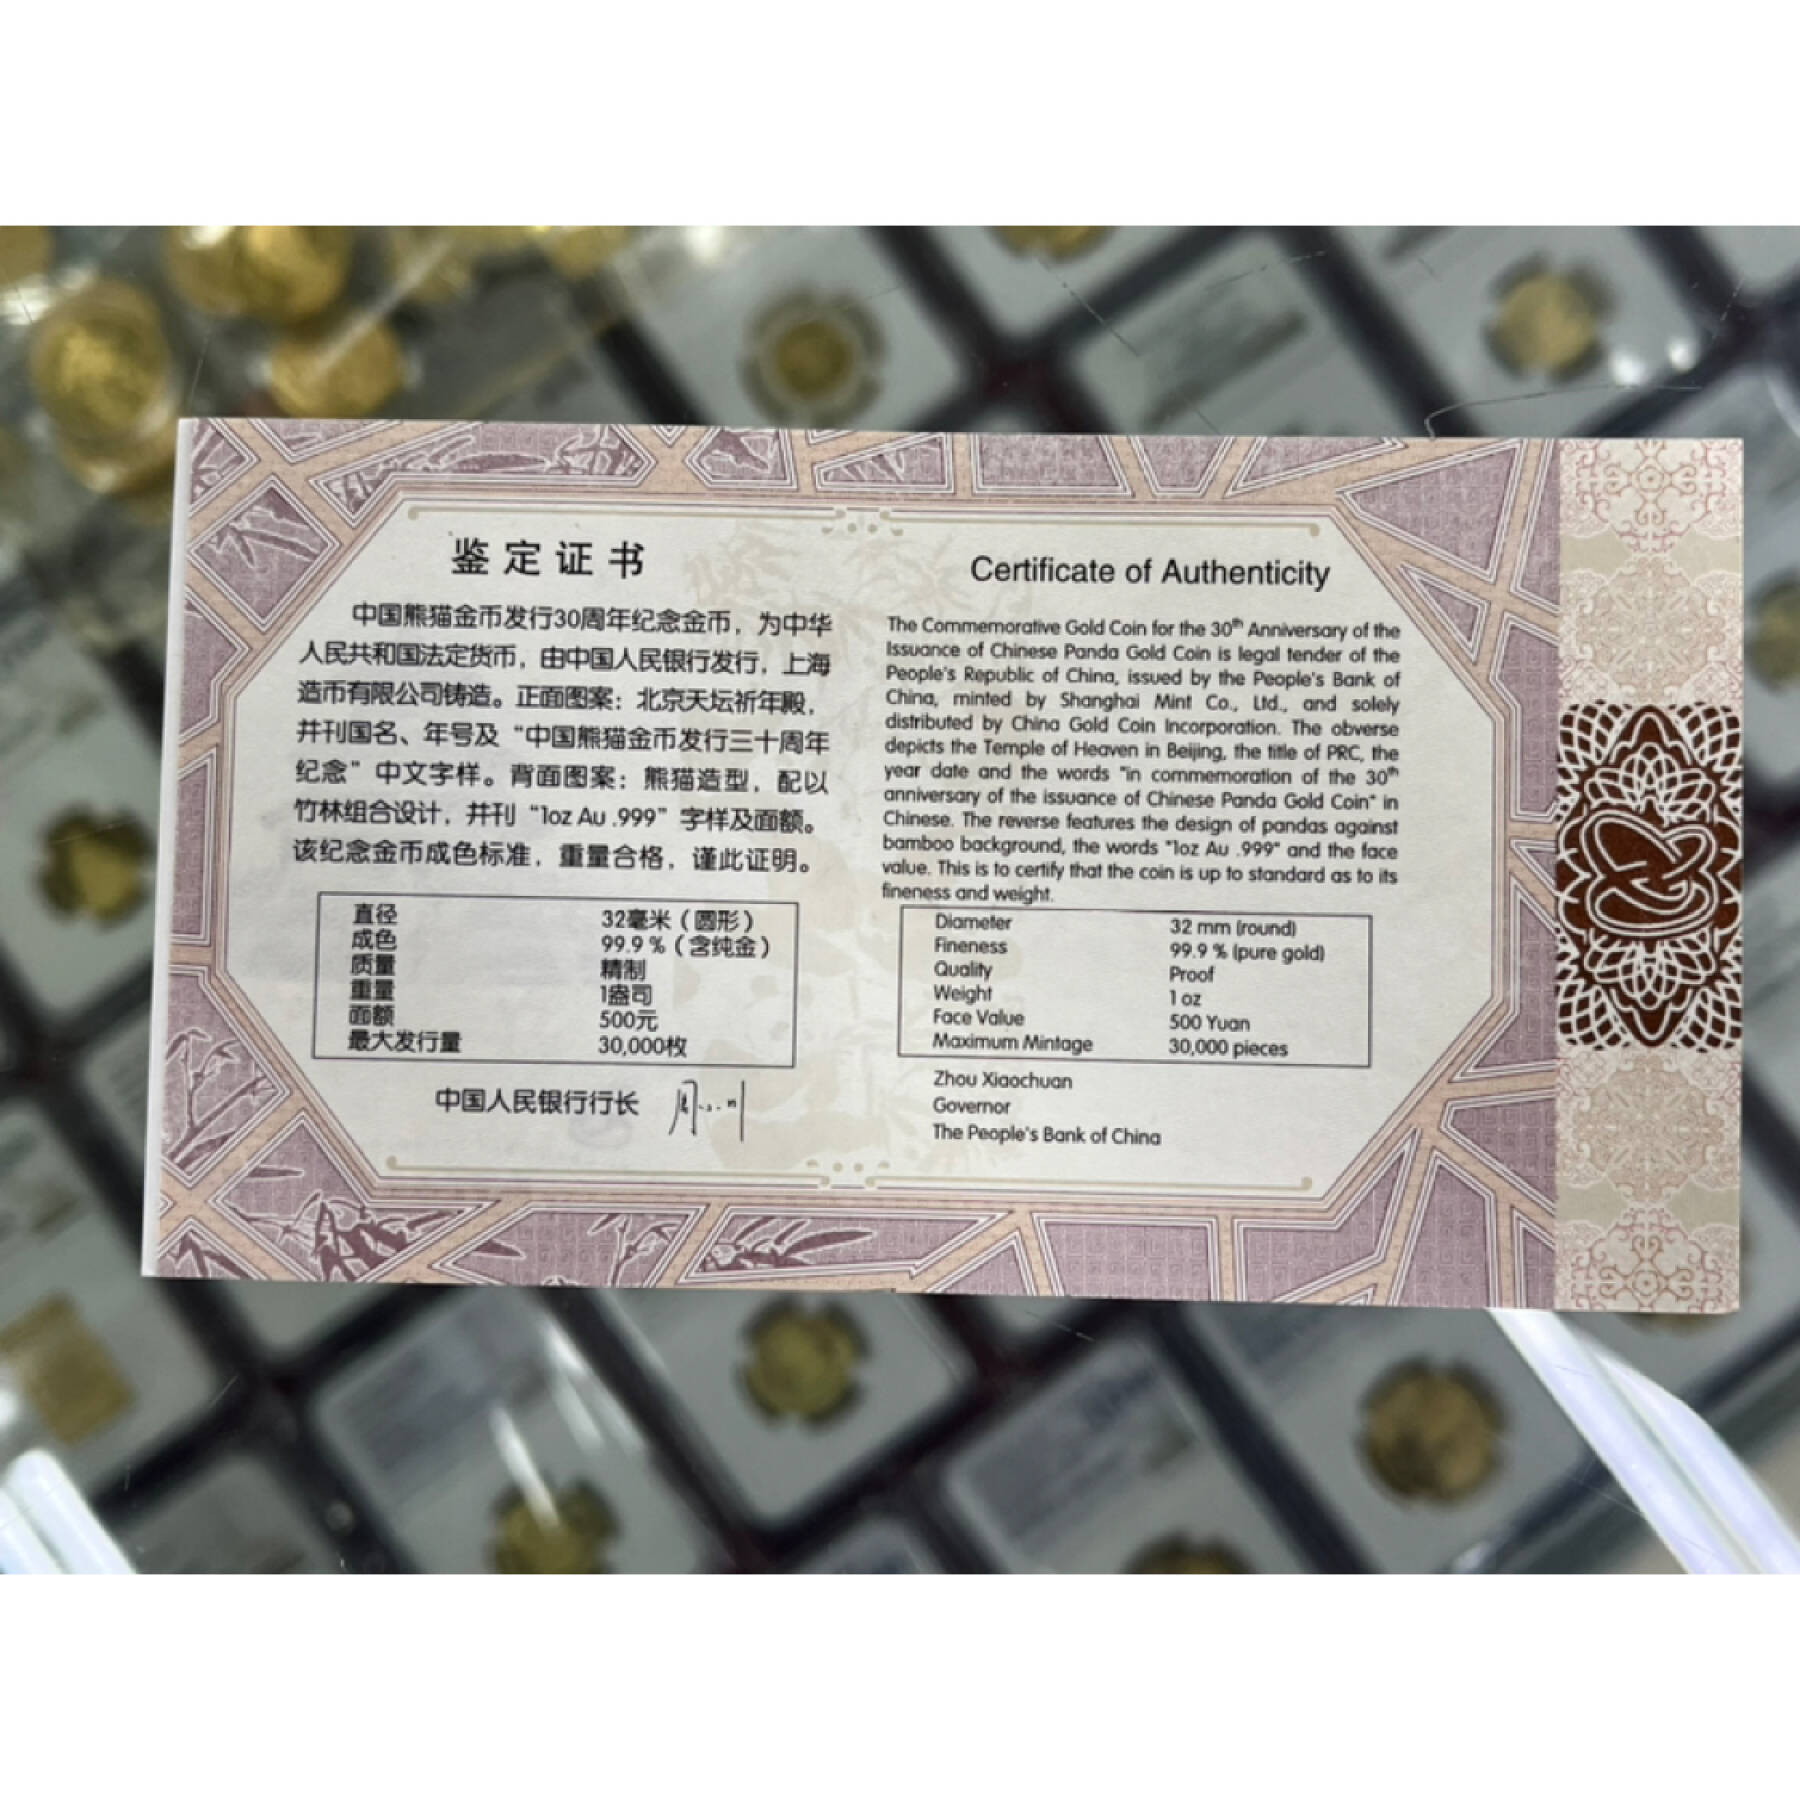 鉴定证书
中国熊猫金币发行30周年纪念金币，为中华
人民共和国法定货币，由中国人民银行发行，上海
造币有限公司铸造。正面图案：北京天坛祈年殿，
并刊国名、年号及“中国熊猫金币发行三十周年
纪念”中文字样。背面图案：熊猫造型，配以
竹林组合设计，并刊“1oz Au .999”字样及面额。
该纪念金币成色标准，重量合格，谨此证明。
直径 32毫米（圆形）
成色 99.9 %（含纯金）
质量 精制
重量 1盎司
面额 500元
最大发行量 30,000枚
中国人民银行行长
Certificate of Authenticity
The Commemorative Gold Coin for the 30th Anniversary of the
Issuance of Chinese Panda Gold Coin is legal tender of the
People's Republic of China, issued by the People's Bank of
China, minted by Shanghai Mint Co., Ltd., and solely
distributed by China Gold Coin Incorporation. The obverse
depicts the Temple of Heaven in Beijing, the title of PRC, the
year date and the words "in commemoration of the 30th
anniversary of the issuance of Chinese Panda Gold Coin" in
Chinese. The reverse features the design of pandas against
bamboo background, the words "1oz Au .999" and the face
value. This is to certify that the coin is up to standard as to its
fineness and weight.
Diameter 32 mm (round)
Fineness 99.9 % (pure gold)
Quality Proof
Weight 1 oz
Face Value 500 Yuan
Maximum Mintage 30,000 pieces
Zhou Xiaochuan
Governor
The People's Bank of China